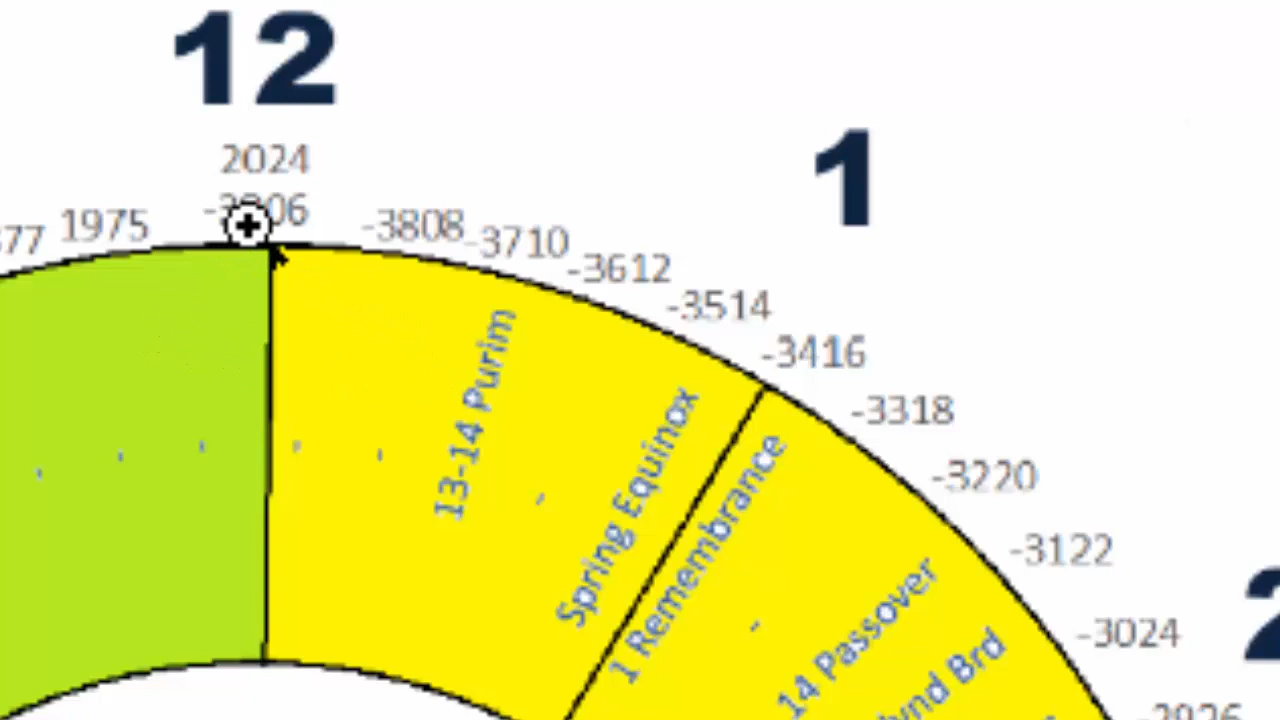 12
2024
1
1975
-3808
-3710
-3612
-3514
-3416
-3318
-3220
-3122
-3024
13-14 Purim
Spring Equinox
1 Remembrance
14 Passover
Brd